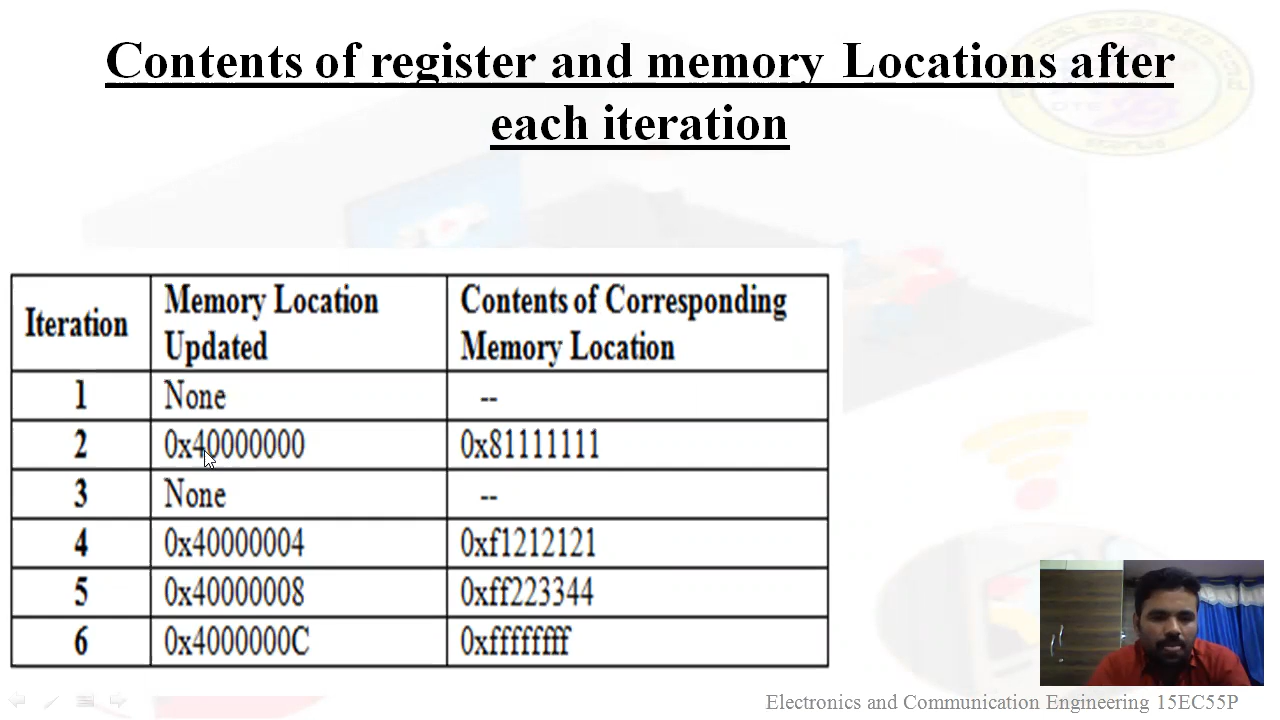 Contents of register and memory Locations after
each iteration
Iteration
Memory Location
Updated
Contents of Corresponding
Memory Location
1 None --
2 0x40000000 0x81111111
3 None --
4 0x40000004 0xf1212121
5 0x40000008 0xff223344
6 0x4000000C 0xffffffff
Electronics and Communication Engineering 15EC55P